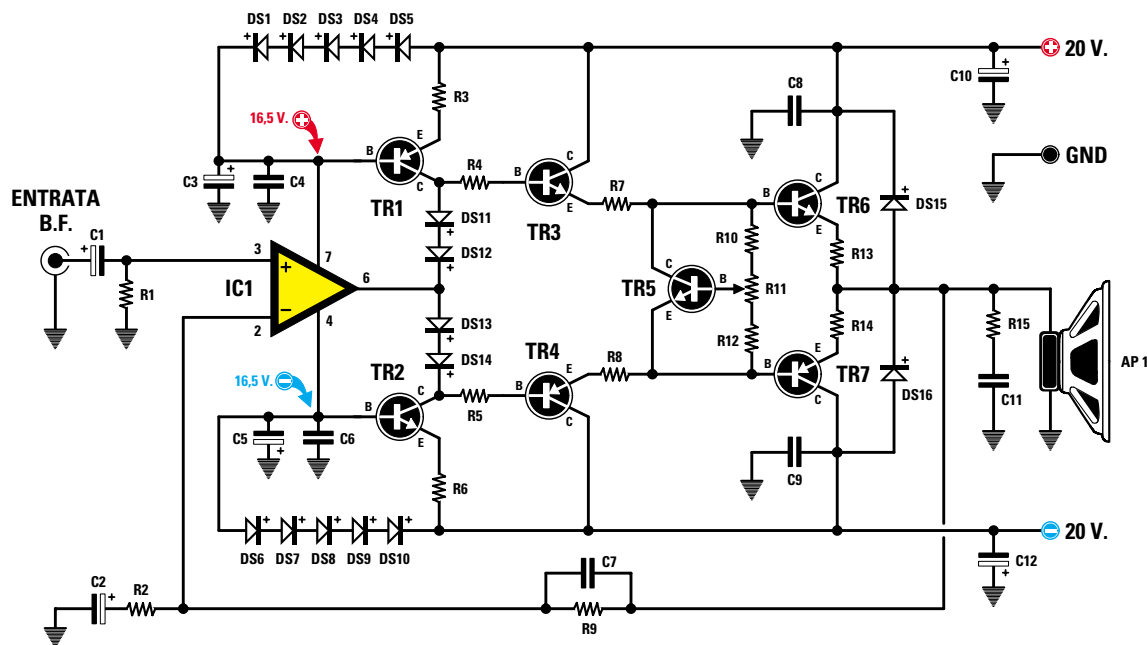 DS1 DS2 DS3 DS4 DS5
+ + + + +
20 V.
C10 +
R3
C8
16,5 V.
B E C
TR1
R4
B C E
TR3
R7
GND
C3 +
C4
ENTRATA
B.F.
C1
+
R1
3
+
7
IC1
6
−
2
4
DS11
+
DS12
+
DS13
+
DS14
+
B C E
TR6
+
DS15
R10
R13
C
TR5 B
E
R11
R12
R14
R15
AP 1
16,5 V.
TR2
B C E
R5
B E C
TR4
R8
B E C
TR7
+
DS16
C11
C5
+
C6
R6
C9
+ + + + +
DS6 DS7 DS8 DS9 DS10
20 V.
C12
+
C2
+
R2
C7
R9